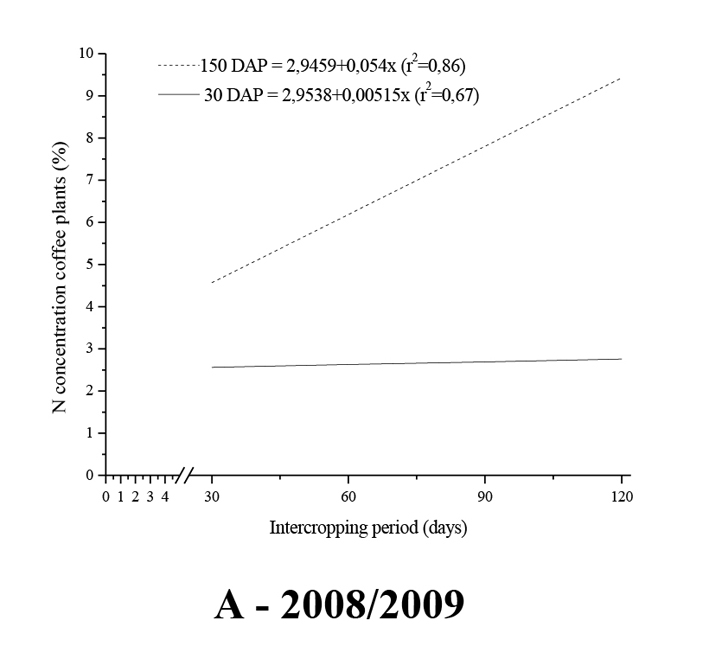 150 DAP = 2,9459+0,054x (r²=0,86)
30 DAP = 2,9538+0,00515x (r²=0,67)
N concentration coffee plants (%)
10
9
8
7
6
5
4
3
2
1
0
0 1 2 3 4 30 60 90 120
Intercropping period (days)
A - 2008/2009